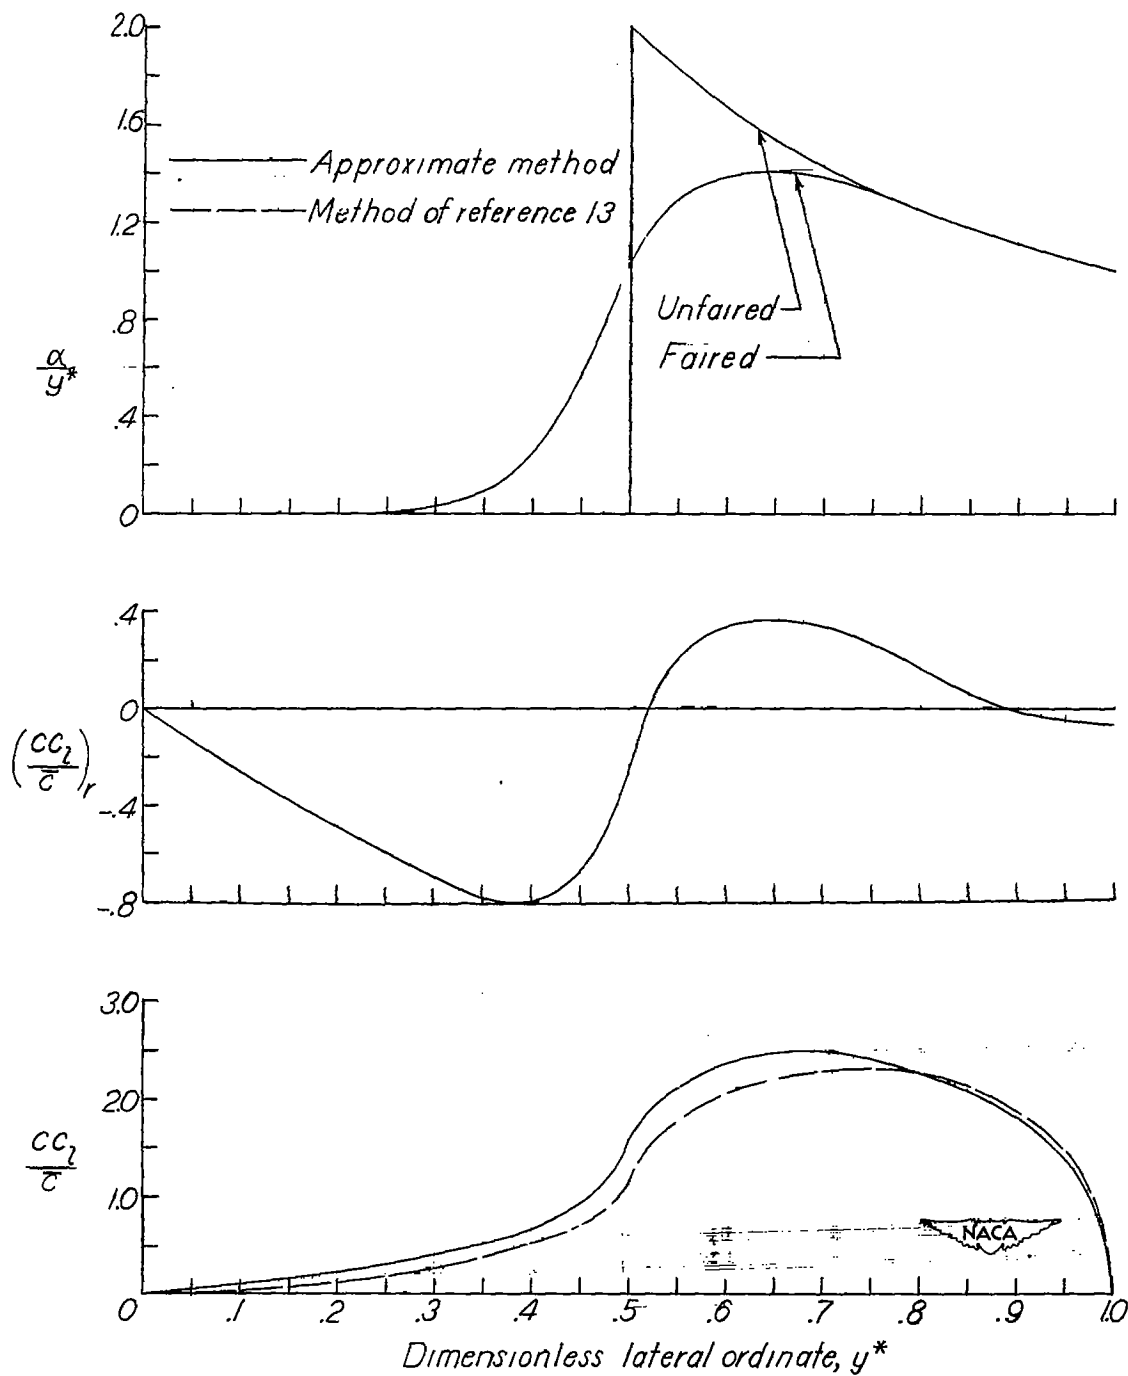 2.0
1.6
Approximate method
Method of reference 13
1.2
Unfaired
.8
Faired
α/y*
.4
0
.4
0
(cc_l/c̄)_r
-.4
-.8
3.0
2.0
cc_l/c̄
1.0
NACA
0 .1 .2 .3 .4 .5 .6 .7 .8 .9 1.0
Dimensionless lateral ordinate, y*